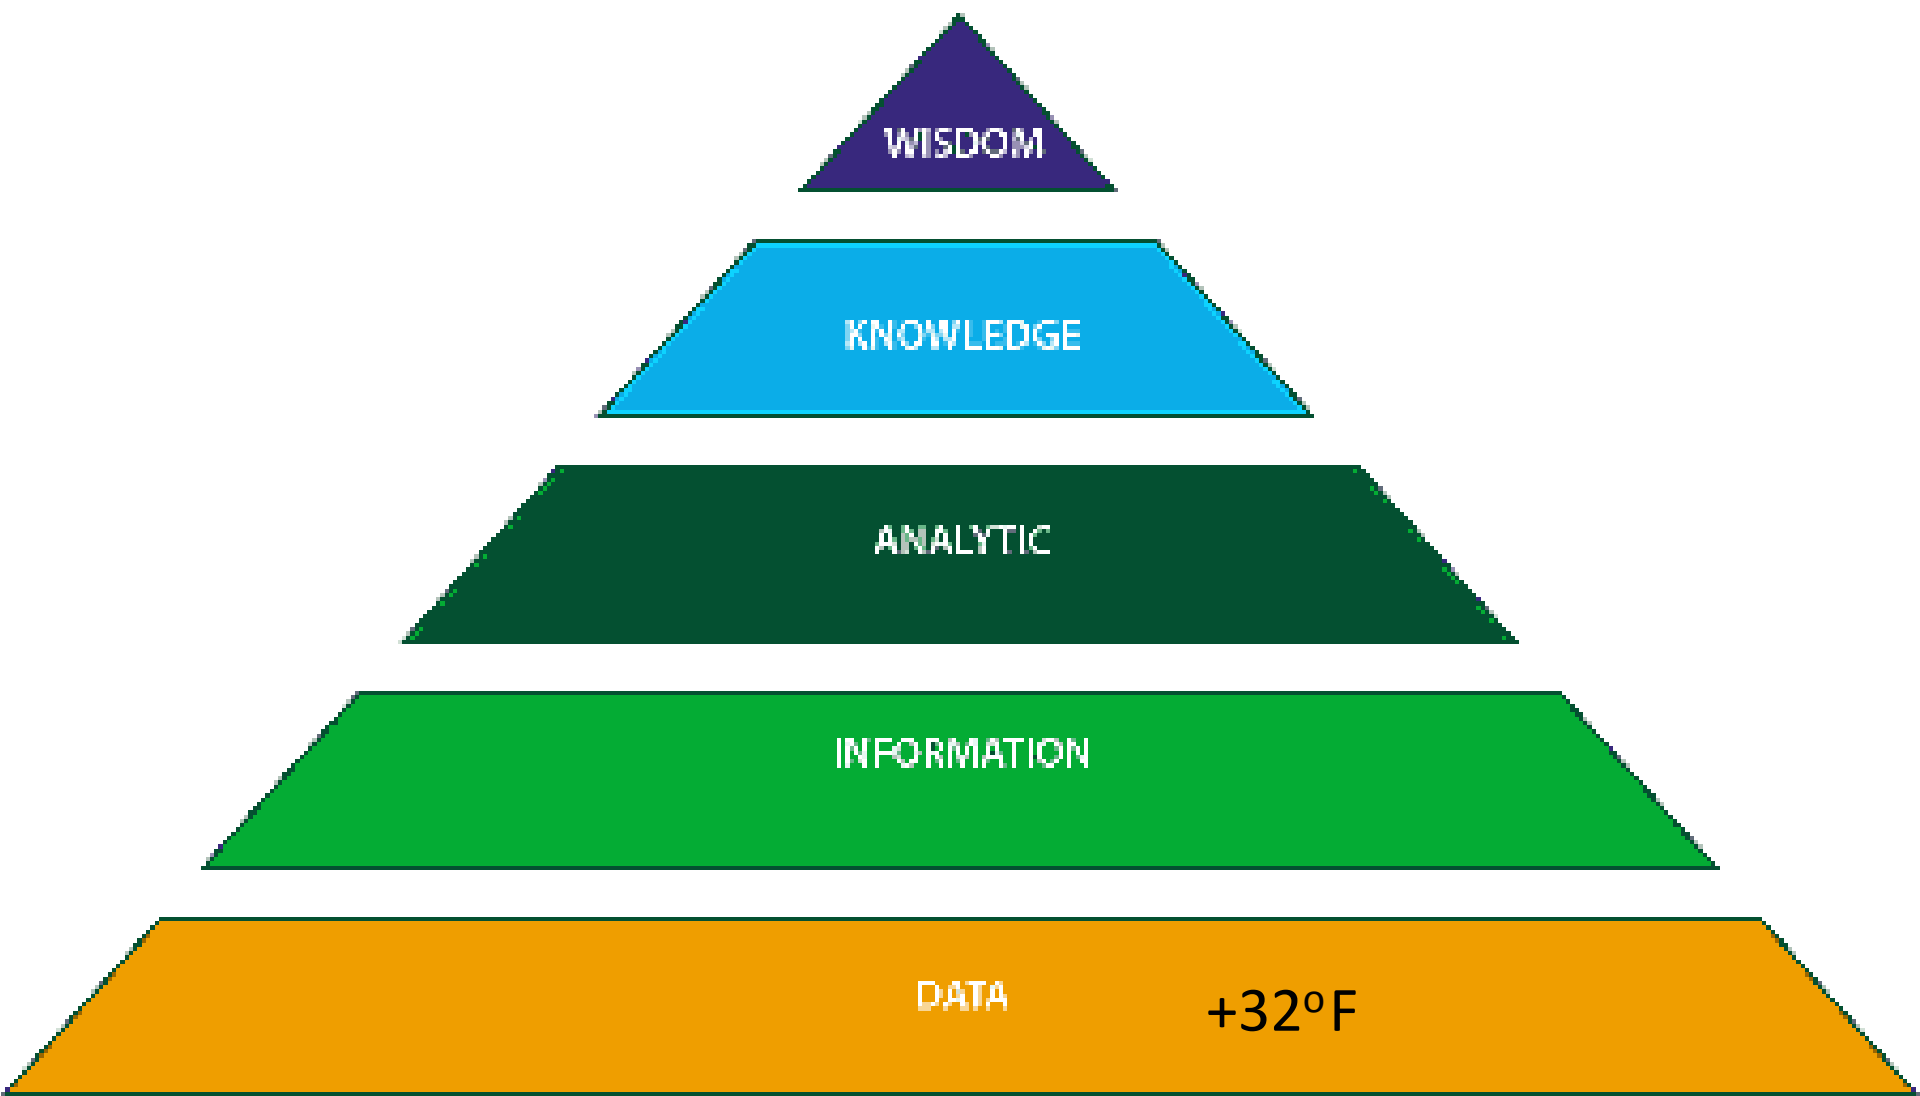 WISDOM
KNOWLEDGE
ANALYTIC
INFORMATION
DATA
+32ºF